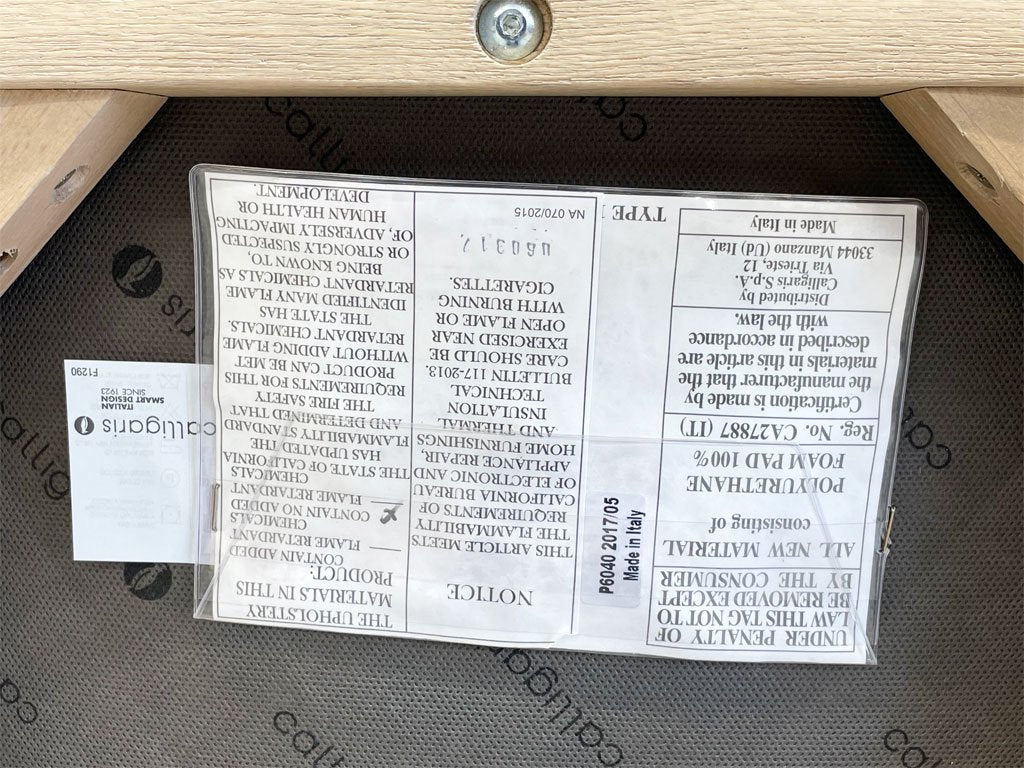 UNDER PENALTY OF
LAW THIS TAG NOT TO
BE REMOVED EXCEPT
BY THE CONSUMER
ALL NEW MATERIAL
consisting of
POLYURETHANE
FOAM PAD 100%
Reg. No. CA27887 (IT)
Certification is made by
the manufacturer that the
materials in this article are
described in accordance
with the law.
Distributed by
Calligaris S.p.A.
Via Trieste, 12
33044 Manzano (Ud) Italy
Made in Italy
TYPE
P6040 2017/05
Made in Italy
NOTICE
THIS ARTICLE MEETS
THE FLAMMABILITY
REQUIREMENTS OF
CALIFORNIA BUREAU
OF ELECTRONIC AND
APPLIANCE REPAIR,
HOME FURNISHINGS
AND THERMAL
INSULATION
TECHNICAL
BULLETIN 117-2013.
CARE SHOULD BE
EXERCISED NEAR
OPEN FLAME OR
WITH BURNING
CIGARETTES.
NA 070/2015
THE UPHOLSTERY
MATERIALS IN THIS
PRODUCT:
CONTAIN ADDED
FLAME RETARDANT
CHEMICALS
CONTAIN NO ADDED
FLAME RETARDANT
CHEMICALS
THE STATE OF CALIFORNIA
HAS UPDATED THE
FLAMMABILITY STANDARD
AND DETERMINED THAT
THE FIRE SAFETY
REQUIREMENTS FOR THIS
PRODUCT CAN BE MET
WITHOUT ADDING FLAME
RETARDANT CHEMICALS.
THE STATE HAS
IDENTIFIED MANY FLAME
RETARDANT CHEMICALS AS
BEING KNOWN TO,
OR STRONGLY SUSPECTED
OF, ADVERSELY IMPACTING
HUMAN HEALTH OR
DEVELOPMENT.
calligaris
ITALIAN
SMART DESIGN
SINCE 1923
F1290
calligaris